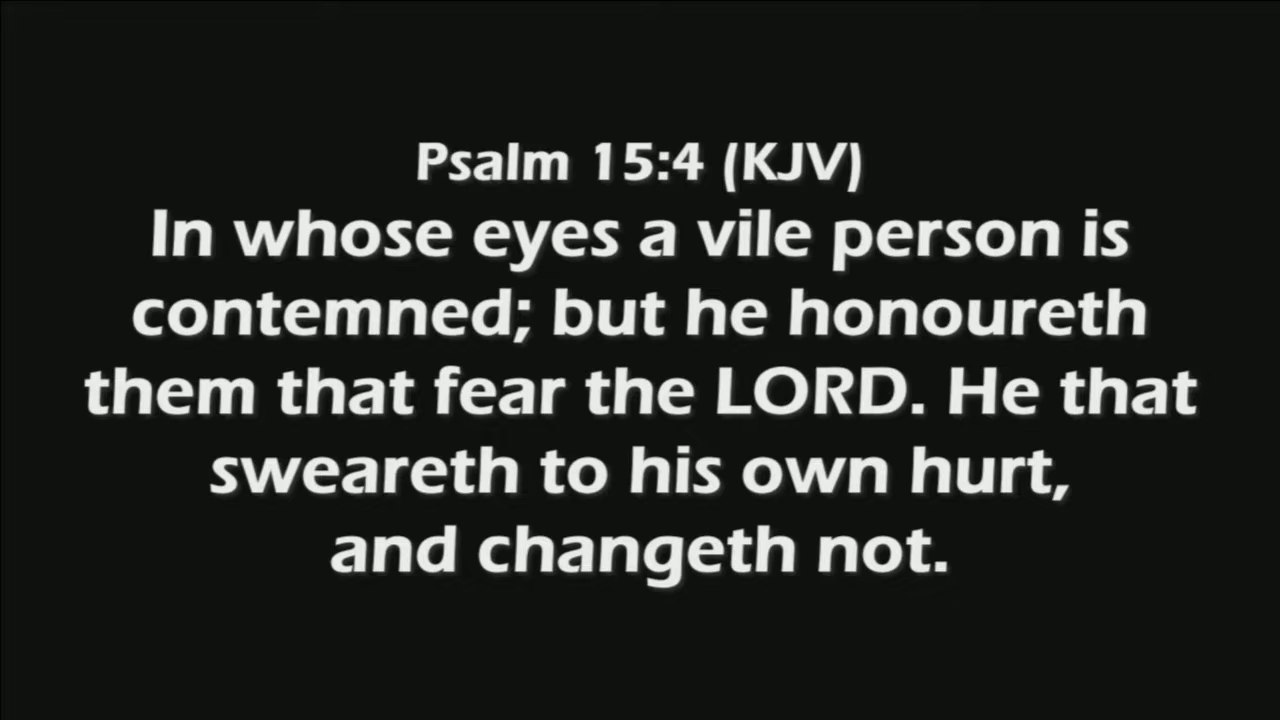 Psalm 15:4 (KJV)
In whose eyes a vile person is
contemned; but he honoureth
them that fear the LORD. He that
sweareth to his own hurt,
and changeth not.